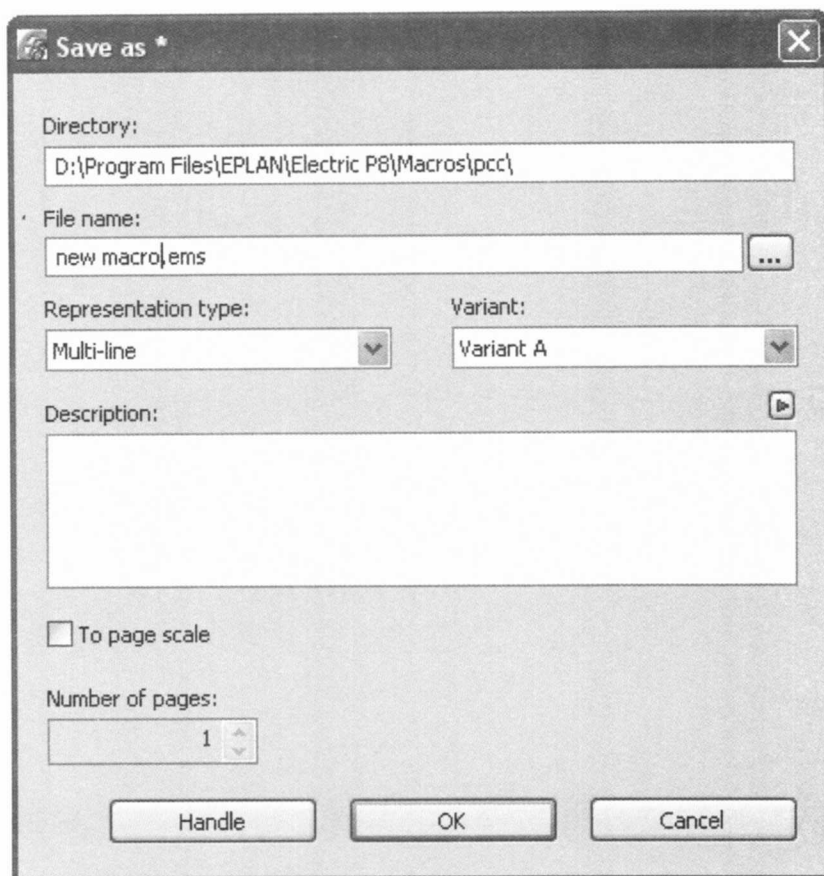 Save as *
Directory:
D:\Program Files\EPLAN\Electric P8\Macros\pcc\
File name:
new macro.ems
...
Representation type:
Variant:
Multi-line
Variant A
Description:
To page scale
Number of pages:
1
Handle
OK
Cancel